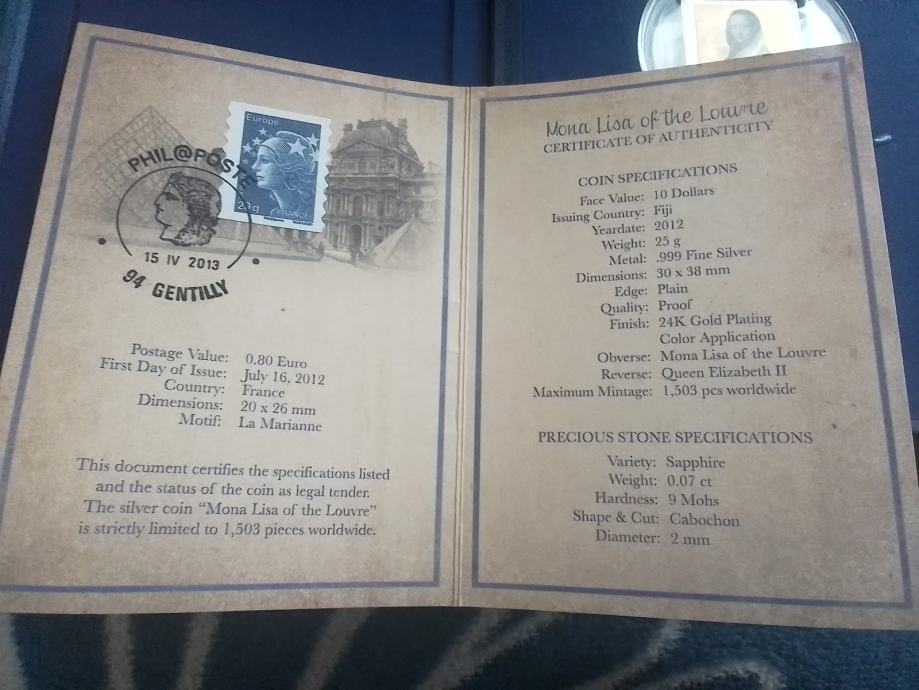 Europe
20g
FRANCE
PHIL@POSTE
15 IV 2013
94 GENTILLY
Postage Value: 0.80 Euro
First Day of Issue: July 16, 2012
Country: France
Dimensions: 20 x 26 mm
Motif: La Marianne
This document certifies the specifications listed
and the status of the coin as legal tender.
The silver coin “Mona Lisa of the Louvre”
is strictly limited to 1,503 pieces worldwide.
Mona Lisa of the Louvre
CERTIFICATE OF AUTHENTICITY
COIN SPECIFICATIONS
Face Value: 10 Dollars
Issuing Country: Fiji
Yeardate: 2012
Weight: 25 g
Metal: .999 Fine Silver
Dimensions: 30 x 38 mm
Edge: Plain
Quality: Proof
Finish: 24K Gold Plating
Color Application
Obverse: Mona Lisa of the Louvre
Reverse: Queen Elizabeth II
Maximum Mintage: 1,503 pcs worldwide
PRECIOUS STONE SPECIFICATIONS
Variety: Sapphire
Weight: 0.07 ct
Hardness: 9 Mohs
Shape & Cut: Cabochon
Diameter: 2 mm